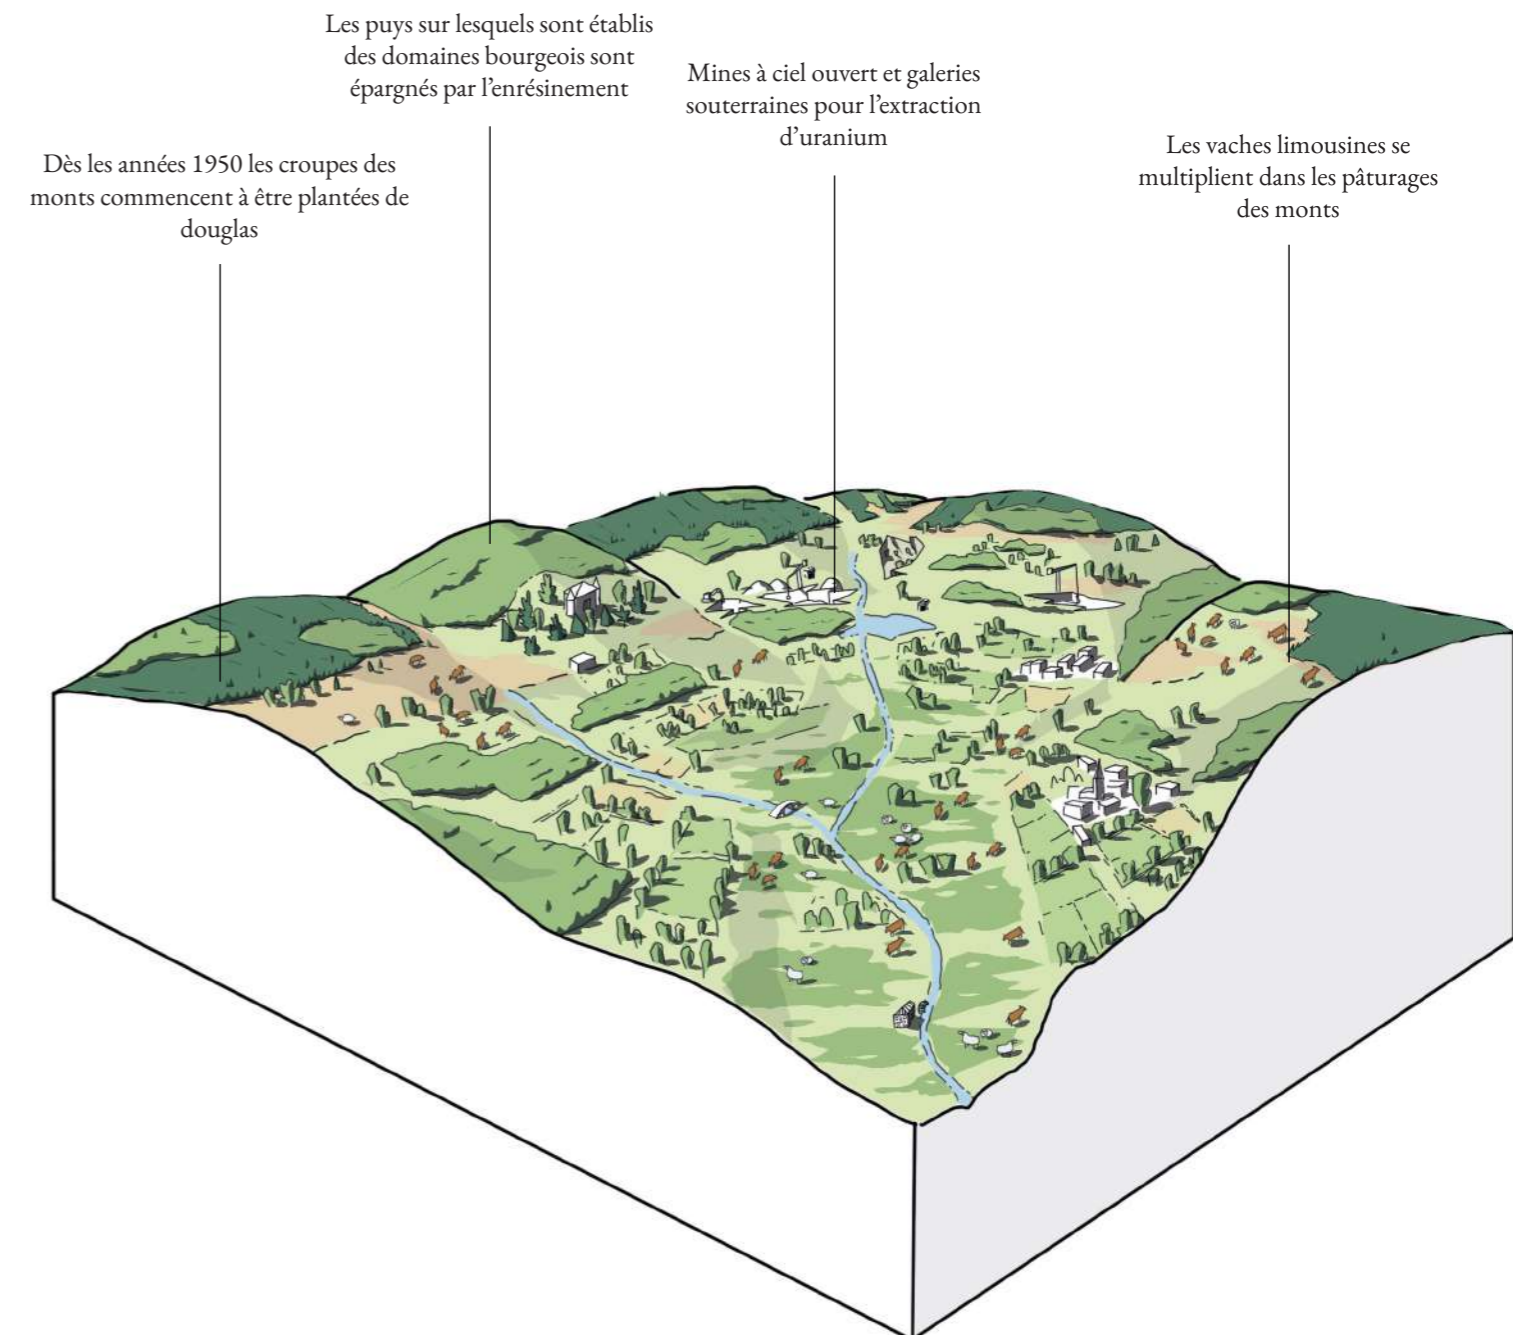 Les puys sur lesquels sont établis
des domaines bourgeois sont
épargnés par l’enrésinement
Mines à ciel ouvert et galeries
souterraines pour l’extraction
d’uranium
Les vaches limousines se
multiplient dans les pâturages
des monts
Dès les années 1950 les croupes des
monts commencent à être plantées de
douglas